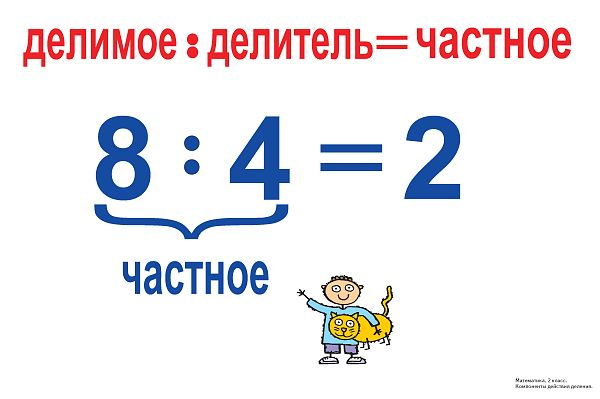 делимое : делитель = частное
8 : 4 = 2
частное
Математика. 2 класс.
Компоненты действия деления.